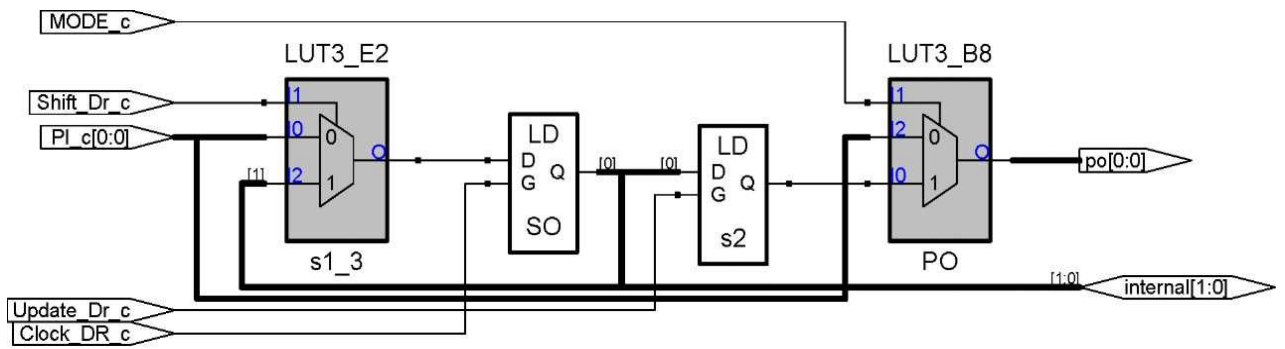 MODE_c
LUT3_E2
LUT3_B8
Shift_Dr_c
I1
I1
PI_c[0:0]
I0
0
LD
LD
I2
0
O
D
Q
[0]
[0]
D
Q
O
po[0:0]
[1]
I2
1
G
G
I0
1
SO
s2
s1_3
PO
[1:0]
internal[1:0]
Update_Dr_c
Clock_DR_c